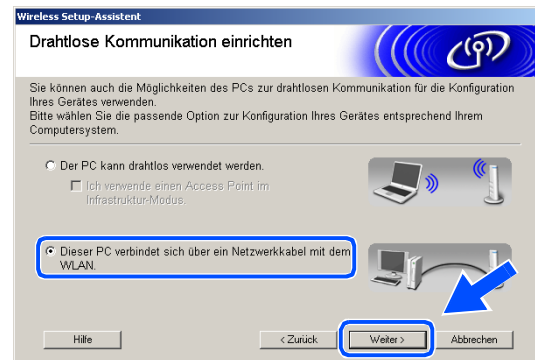 Wireless Setup-Assistent
Drahtlose Kommunikation einrichten
Sie können auch die Möglichkeiten des PCs zur drahtlosen Kommunikation für die Konfiguration
Ihres Gerätes verwenden.
Bitte wählen Sie die passende Option zur Konfiguration Ihres Gerätes entsprechend Ihrem
Computersystem.
Der PC kann drahtlos verwendet werden.
Ich verwende einen Access Point im
Infrastruktur-Modus.
Dieser PC verbindet sich über ein Netzwerkkabel mit dem
WLAN.
Hilfe
< Zurück
Weiter >
Abbrechen